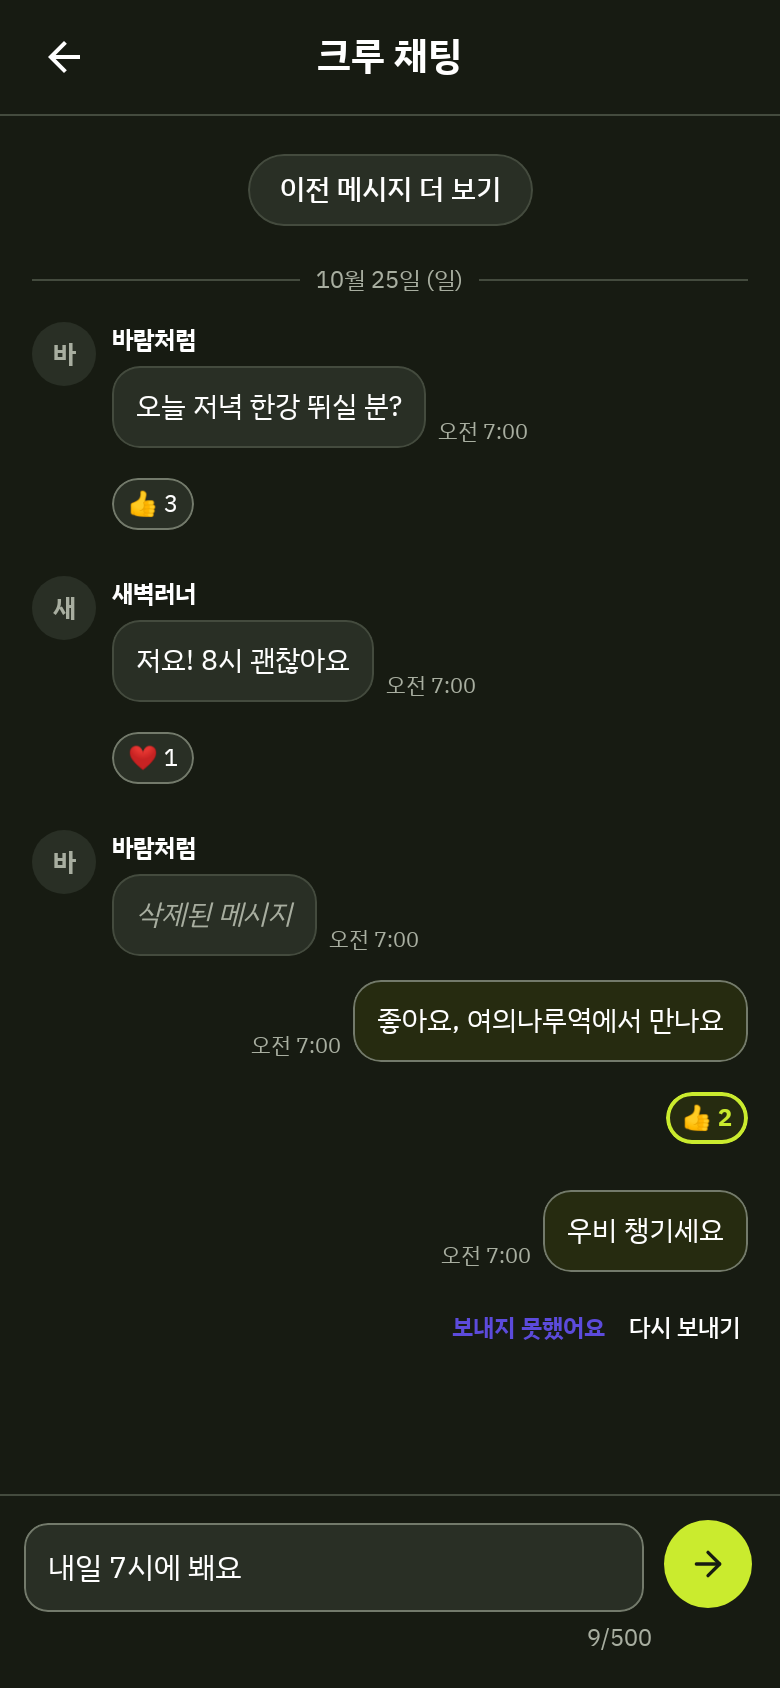 크루 채팅
이전 메시지 더 보기
10월 25일 (일)
바
바람처럼
오늘 저녁 한강 뛰실 분?
오전 7:00
👍 3
새
새벽러너
저요! 8시 괜찮아요
오전 7:00
❤️ 1
바
바람처럼
삭제된 메시지
오전 7:00
좋아요, 여의나루역에서 만나요
오전 7:00
👍 2
우비 챙기세요
오전 7:00
보내지 못했어요 다시 보내기
내일 7시에 봬요
9/500